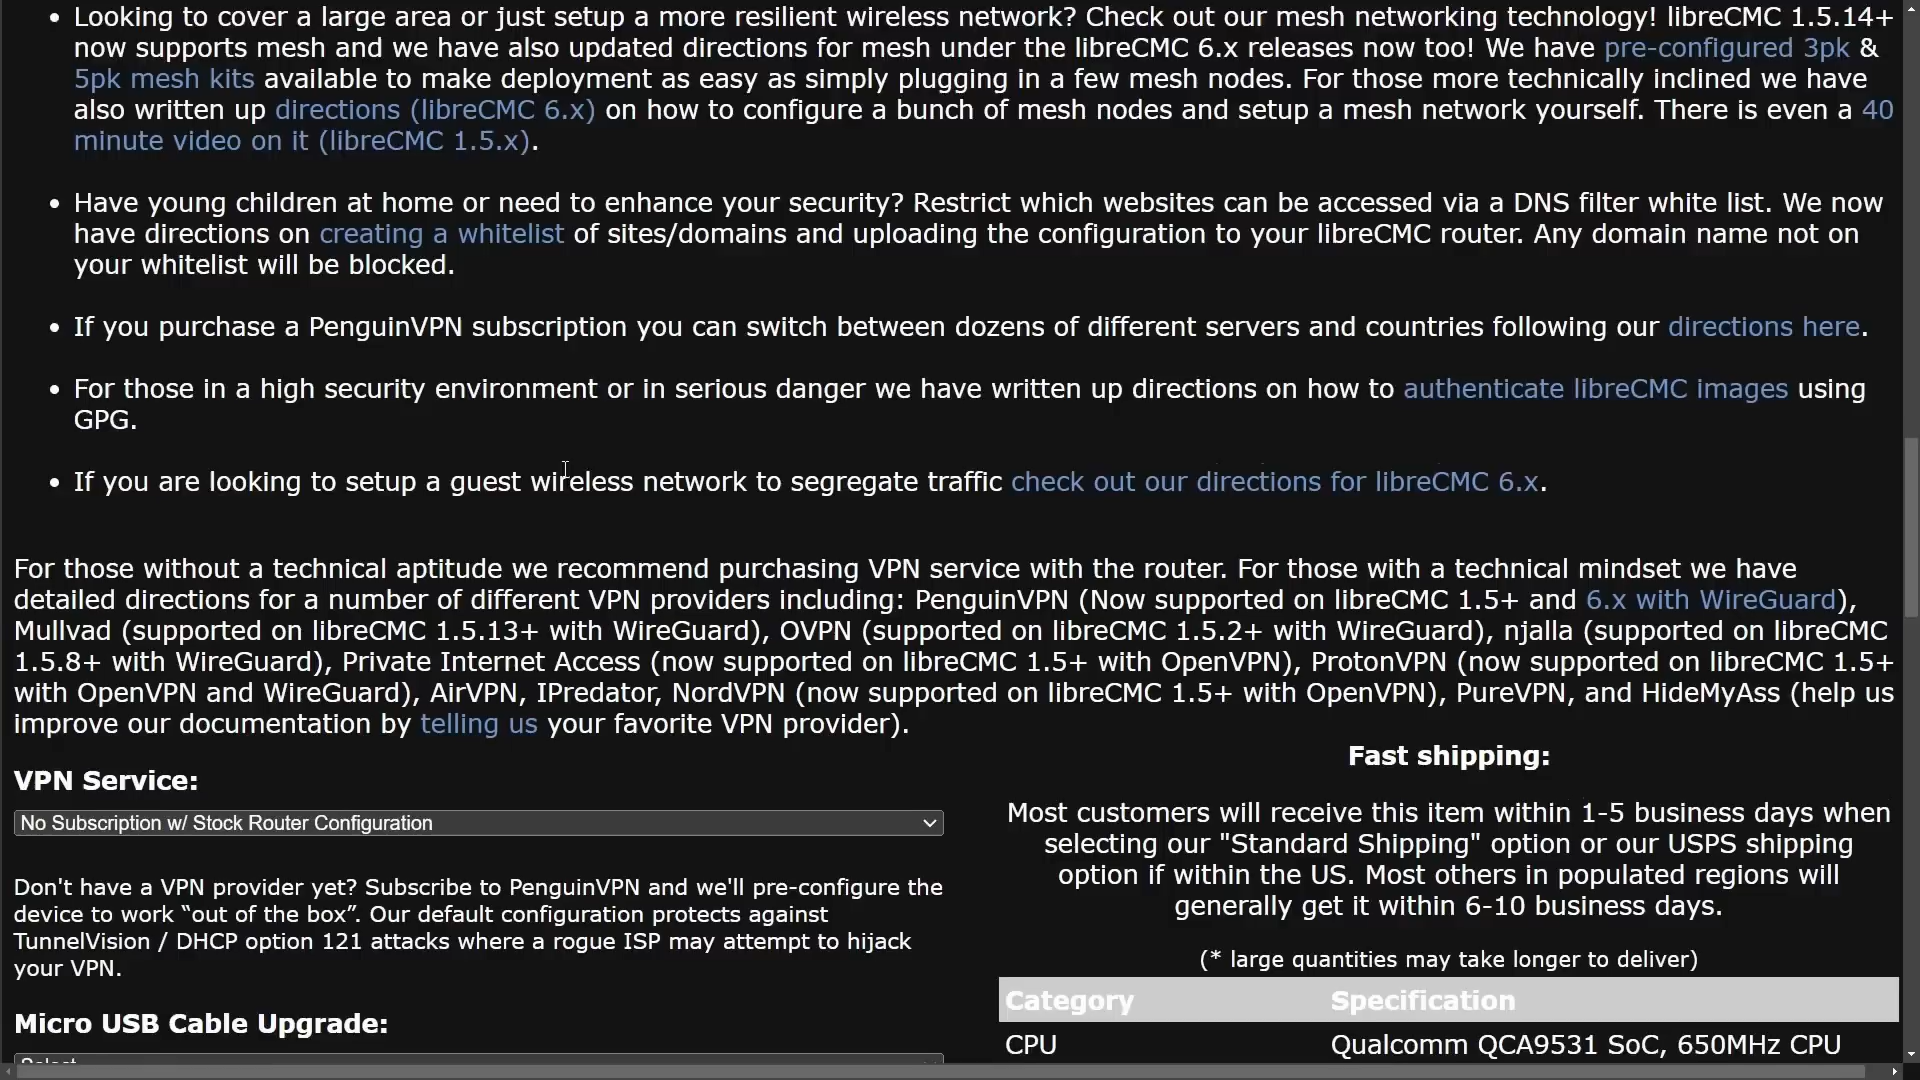 • Looking to cover a large area or just setup a more resilient wireless network? Check out our mesh networking technology! libreCMC 1.5.14+
now supports mesh and we have also updated directions for mesh under the libreCMC 6.x releases now too! We have pre-configured 3pk &
5pk mesh kits available to make deployment as easy as simply plugging in a few mesh nodes. For those more technically inclined we have
also written up directions (libreCMC 6.x) on how to configure a bunch of mesh nodes and setup a mesh network yourself. There is even a 40
minute video on it (libreCMC 1.5.x).
• Have young children at home or need to enhance your security? Restrict which websites can be accessed via a DNS filter white list. We now
have directions on creating a whitelist of sites/domains and uploading the configuration to your libreCMC router. Any domain name not on
your whitelist will be blocked.
• If you purchase a PenguinVPN subscription you can switch between dozens of different servers and countries following our directions here.
• For those in a high security environment or in serious danger we have written up directions on how to authenticate libreCMC images using
GPG.
• If you are looking to setup a guest wireless network to segregate traffic check out our directions for libreCMC 6.x.
For those without a technical aptitude we recommend purchasing VPN service with the router. For those with a technical mindset we have
detailed directions for a number of different VPN providers including: PenguinVPN (Now supported on libreCMC 1.5+ and 6.x with WireGuard),
Mullvad (supported on libreCMC 1.5.13+ with WireGuard), OVPN (supported on libreCMC 1.5.2+ with WireGuard), njalla (supported on libreCMC
1.5.8+ with WireGuard), Private Internet Access (now supported on libreCMC 1.5+ with OpenVPN), ProtonVPN (now supported on libreCMC 1.5+
with OpenVPN and WireGuard), AirVPN, IPredator, NordVPN (now supported on libreCMC 1.5+ with OpenVPN), PureVPN, and HideMyAss (help us
improve our documentation by telling us your favorite VPN provider).
VPN Service:
No Subscription w/ Stock Router Configuration
Don't have a VPN provider yet? Subscribe to PenguinVPN and we'll pre-configure the
device to work “out of the box”. Our default configuration protects against
TunnelVision / DHCP option 121 attacks where a rogue ISP may attempt to hijack
your VPN.
Micro USB Cable Upgrade:
Select
Fast shipping:
Most customers will receive this item within 1-5 business days when
selecting our "Standard Shipping" option or our USPS shipping
option if within the US. Most others in populated regions will
generally get it within 6-10 business days.
(* large quantities may take longer to deliver)
Category Specification
CPU Qualcomm QCA9531 SoC, 650MHz CPU